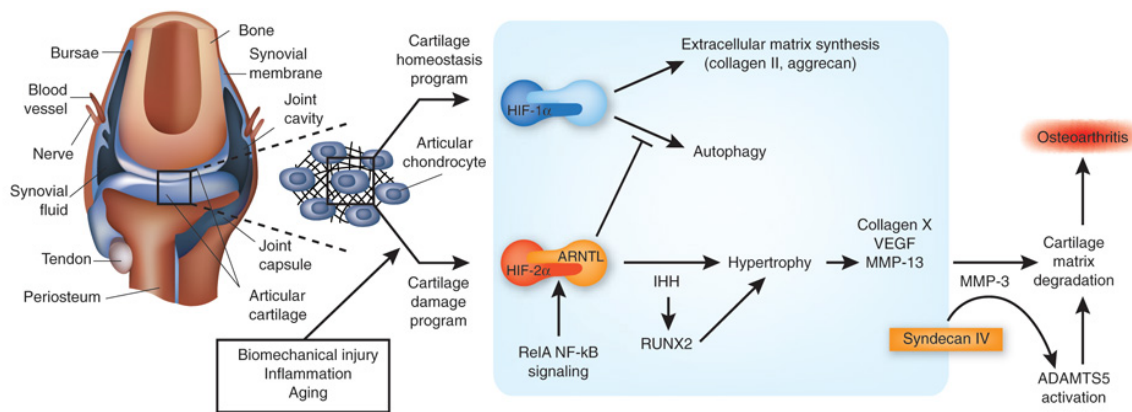 Bone
Bursae
Synovial
membrane
Blood
vessel
Joint
cavity
Nerve
Synovial
fluid
Tendon
Joint
capsule
Periosteum
Articular
cartilage
Cartilage
homeostasis
program
Articular
chondrocyte
Cartilage
damage
program
Biomechanical injury
Inflammation
Aging
Extracellular matrix synthesis
(collagen II, aggrecan)
HIF-1α
Autophagy
ARNTL
HIF-2α
RelA NF-kB
signaling
IHH
RUNX2
Hypertrophy
Collagen X
VEGF
MMP-13
MMP-3
Syndecan IV
Osteoarthritis
Cartilage
matrix
degradation
ADAMTS5
activation